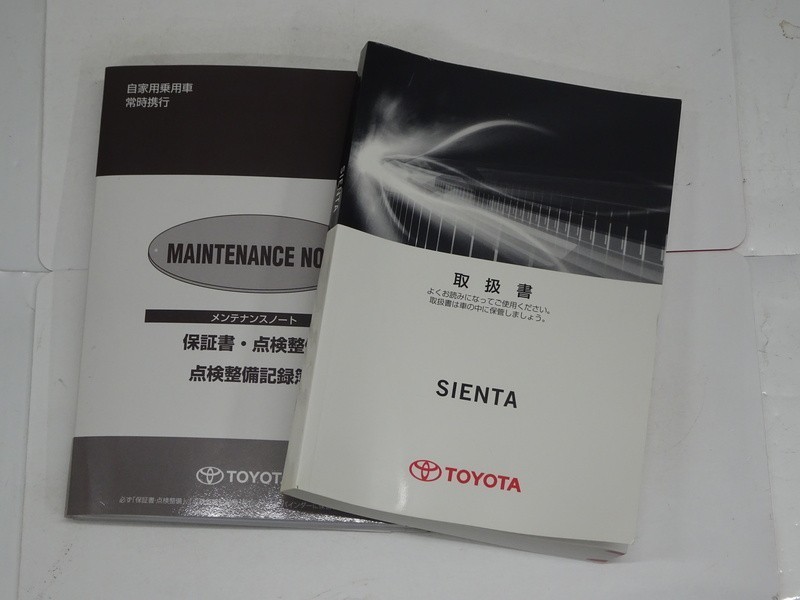 自家用乗用車
常時携行
MAINTENANCE NO
メンテナンスノート
保証書・点検整
点検整備記録簿
TOYOT
SIENTA
取扱書
よくお読みになってご使用ください。
取扱書は車の中に保管しましょう。
SIENTA
TOYOTA